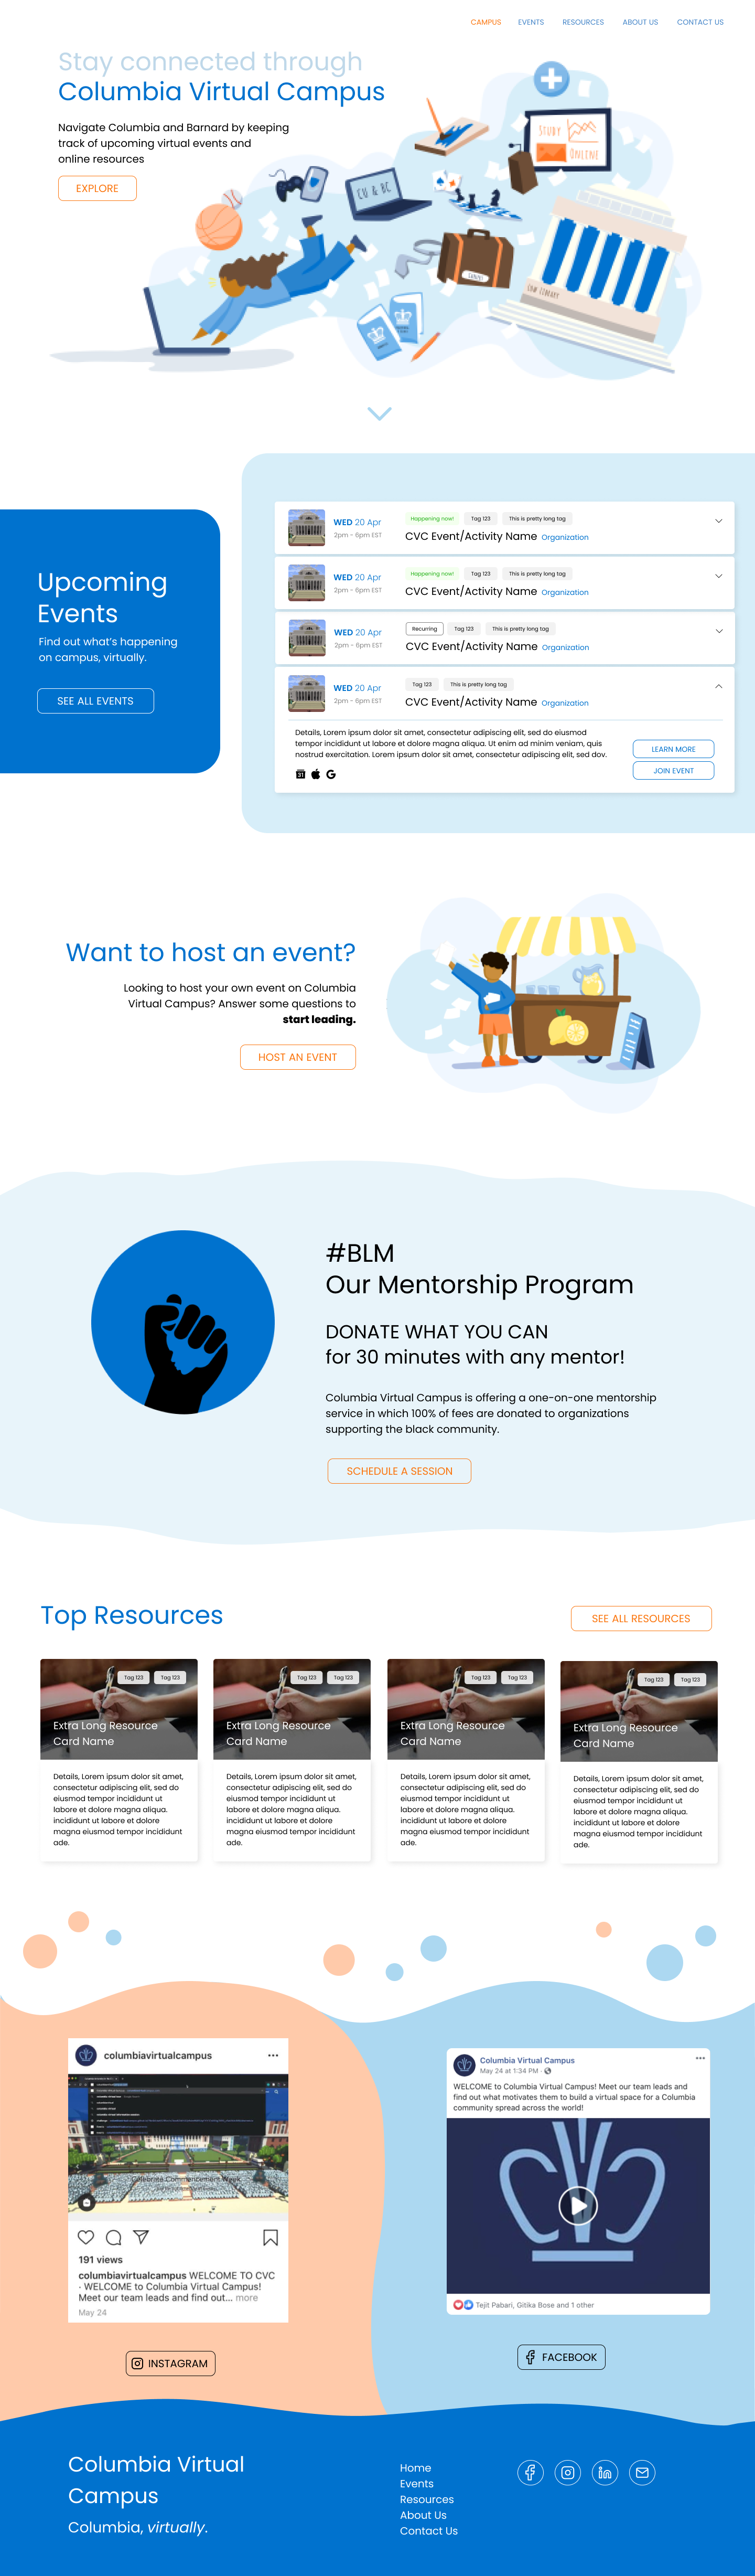 CAMPUS EVENTS RESOURCES ABOUT US CONTACT US
Stay connected through
Columbia Virtual Campus
Navigate Columbia and Barnard by keeping
track of upcoming virtual events and
online resources
EXPLORE
STUDY
ONLINE
CU & BC
Upcoming
Events
Find out what's happening
on campus, virtually.
SEE ALL EVENTS
WED 20 Apr
2pm - 6pm EST
Happening now! Tag 123 This is pretty long tag
CVC Event/Activity Name Organization
WED 20 Apr
2pm - 6pm EST
Happening now! Tag 123 This is pretty long tag
CVC Event/Activity Name Organization
WED 20 Apr
2pm - 6pm EST
Recurring Tag 123 This is pretty long tag
CVC Event/Activity Name Organization
WED 20 Apr
2pm - 6pm EST
Tag 123 This is pretty long tag
CVC Event/Activity Name Organization
Details, Lorem ipsum dolor sit amet, consectetur adipiscing elit, sed do eiusmod
tempor incididunt ut labore et dolore magna aliqua. Ut enim ad minim veniam, quis
nostrud exercitation. Lorem ipsum dolor sit amet, consectetur adipiscing elit, sed dov.
31
LEARN MORE
JOIN EVENT
Want to host an event?
Looking to host your own event on Columbia
Virtual Campus? Answer some questions to
start leading.
HOST AN EVENT
#BLM
Our Mentorship Program
DONATE WHAT YOU CAN
for 30 minutes with any mentor!
Columbia Virtual Campus is offering a one-on-one mentorship
service in which 100% of fees are donated to organizations
supporting the black community.
SCHEDULE A SESSION
Top Resources
SEE ALL RESOURCES
Tag 123 Tag 123
Extra Long Resource
Card Name
Details, Lorem ipsum dolor sit amet,
consectetur adipiscing elit, sed do
eiusmod tempor incididunt ut
labore et dolore magna aliqua.
incididunt ut labore et dolore
magna eiusmod tempor incididunt
ade.
Tag 123 Tag 123
Extra Long Resource
Card Name
Details, Lorem ipsum dolor sit amet,
consectetur adipiscing elit, sed do
eiusmod tempor incididunt ut
labore et dolore magna aliqua.
incididunt ut labore et dolore
magna eiusmod tempor incididunt
ade.
Tag 123 Tag 123
Extra Long Resource
Card Name
Details, Lorem ipsum dolor sit amet,
consectetur adipiscing elit, sed do
eiusmod tempor incididunt ut
labore et dolore magna aliqua.
incididunt ut labore et dolore
magna eiusmod tempor incididunt
ade.
Tag 123 Tag 123
Extra Long Resource
Card Name
Details, Lorem ipsum dolor sit amet,
consectetur adipiscing elit, sed do
eiusmod tempor incididunt ut
labore et dolore magna aliqua.
incididunt ut labore et dolore
magna eiusmod tempor incididunt
ade.
columbiavirtualcampus
Celebrate Commencement Week
191 views
columbiavirtualcampus WELCOME TO CVC
· WELCOME to Columbia Virtual Campus!
Meet our team leads and find out... more
May 24
INSTAGRAM
Columbia Virtual Campus
May 24 at 1:34 PM ·
WELCOME to Columbia Virtual Campus! Meet our team leads and
find out what motivates them to build a virtual space for a Columbia
community spread across the world!
Tejit Pabari, Gitika Bose and 1 other
FACEBOOK
Columbia Virtual
Campus
Columbia, virtually.
Home
Events
Resources
About Us
Contact Us